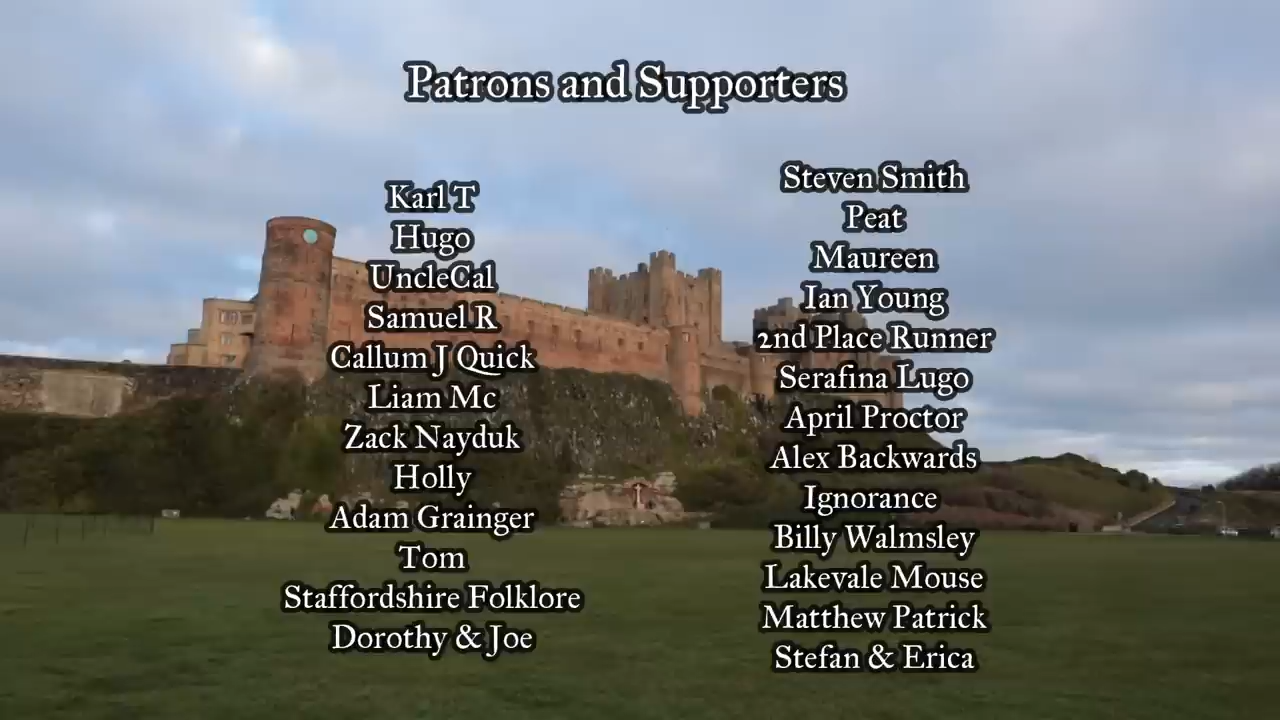 Patrons and Supporters
Karl T
Hugo
UncleCal
Samuel R
Callum J Quick
Liam Mc
Zack Nayduk
Holly
Adam Grainger
Tom
Staffordshire Folklore
Dorothy & Joe
Steven Smith
Peat
Maureen
Ian Young
2nd Place Runner
Serafina Lugo
April Proctor
Alex Backwards
Ignorance
Billy Walmsley
Lakevale Mouse
Matthew Patrick
Stefan & Erica